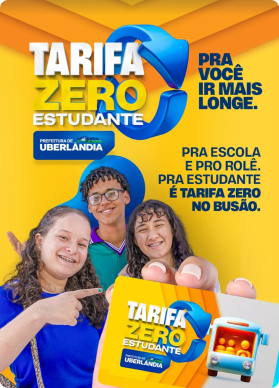 TARIFA
ZERO
ESTUDANTE
PREFEITURA DE
UBERLÂNDIA
PRA
VOCÊ
IR MAIS
LONGE.
PRA ESCOLA
E PRO ROLÊ.
PRA ESTUDANTE
É TARIFA ZERO
NO BUSÃO.
TARIFA
ZERO
ESTUDANTE
PREFEITURA DE
UBERLÂNDIA